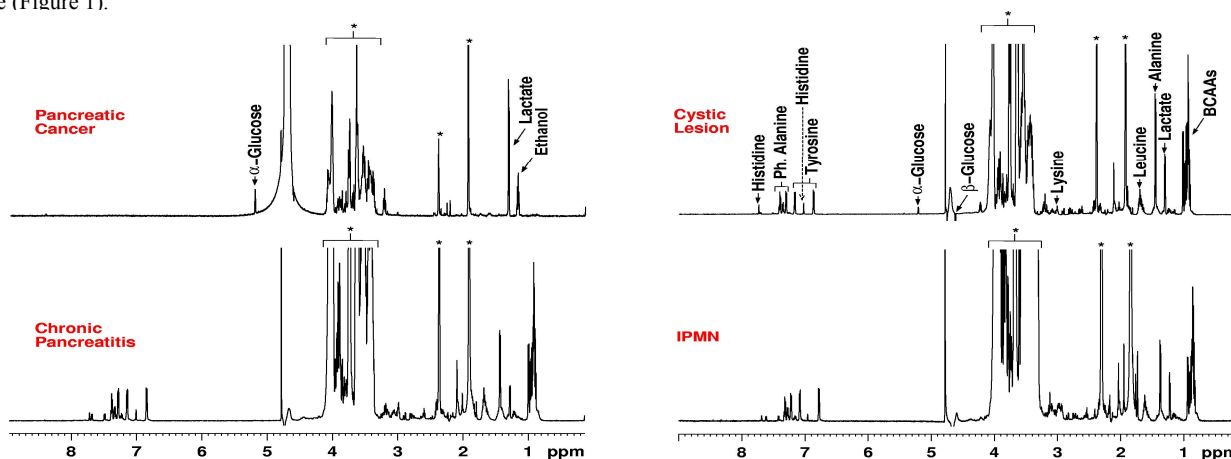 e (Figure 1).
Pancreatic
Cancer
α–Glucose
*
*
*
Lactate
Ethanol
Chronic
Pancreatitis
*
*
*
8 6 5 4 3 2 1 ppm
Cystic
Lesion
Histidine
Ph. Alanine
Histidine
Tyrosine
α–Glucose
β–Glucose
*
Lysine
*
*
Leucine
Alanine
Lactate
BCAAs
IPMN
*
*
*
8 6 5 4 3 2 1 ppm